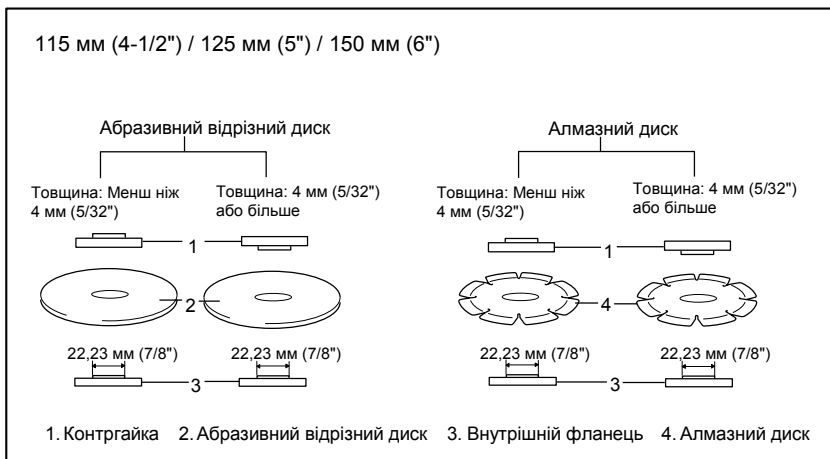 115 мм (4-1/2") / 125 мм (5") / 150 мм (6")
Абразивний відрізний диск
Алмазний диск
Товщина: Менш ніж
4 мм (5/32")
Товщина: 4 мм (5/32")
або більше
Товщина: Менш ніж
4 мм (5/32")
Товщина: 4 мм (5/32")
або більше
1
1
2
4
22,23 мм (7/8")
22,23 мм (7/8")
22,23 мм (7/8")
22,23 мм (7/8")
3
3
1. Контргайка 2. Абразивний відрізний диск 3. Внутрішній фланець 4. Алмазний диск